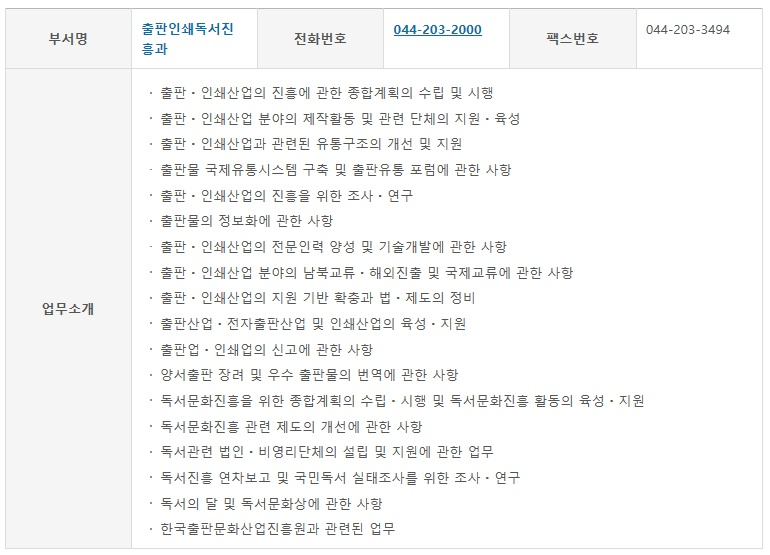 부서명
출판인쇄독서진
흥과
전화번호
044-203-2000
팩스번호
044-203-3494
업무소개
· 출판・인쇄산업의 진흥에 관한 종합계획의 수립 및 시행
· 출판・인쇄산업 분야의 제작활동 및 관련 단체의 지원・육성
· 출판・인쇄산업과 관련된 유통구조의 개선 및 지원
· 출판물 국제유통시스템 구축 및 출판유통 포럼에 관한 사항
· 출판・인쇄산업의 진흥을 위한 조사・연구
· 출판물의 정보화에 관한 사항
· 출판・인쇄산업의 전문인력 양성 및 기술개발에 관한 사항
· 출판・인쇄산업 분야의 남북교류・해외진출 및 국제교류에 관한 사항
· 출판・인쇄산업의 지원 기반 확충과 법・제도의 정비
· 출판산업・전자출판산업 및 인쇄산업의 육성・지원
· 출판업・인쇄업의 신고에 관한 사항
· 양서출판 장려 및 우수 출판물의 번역에 관한 사항
· 독서문화진흥을 위한 종합계획의 수립・시행 및 독서문화진흥 활동의 육성・지원
· 독서문화진흥 관련 제도의 개선에 관한 사항
· 독서관련 법인・비영리단체의 설립 및 지원에 관한 업무
· 독서진흥 연차보고 및 국민독서 실태조사를 위한 조사・연구
· 독서의 달 및 독서문화상에 관한 사항
· 한국출판문화산업진흥원과 관련된 업무